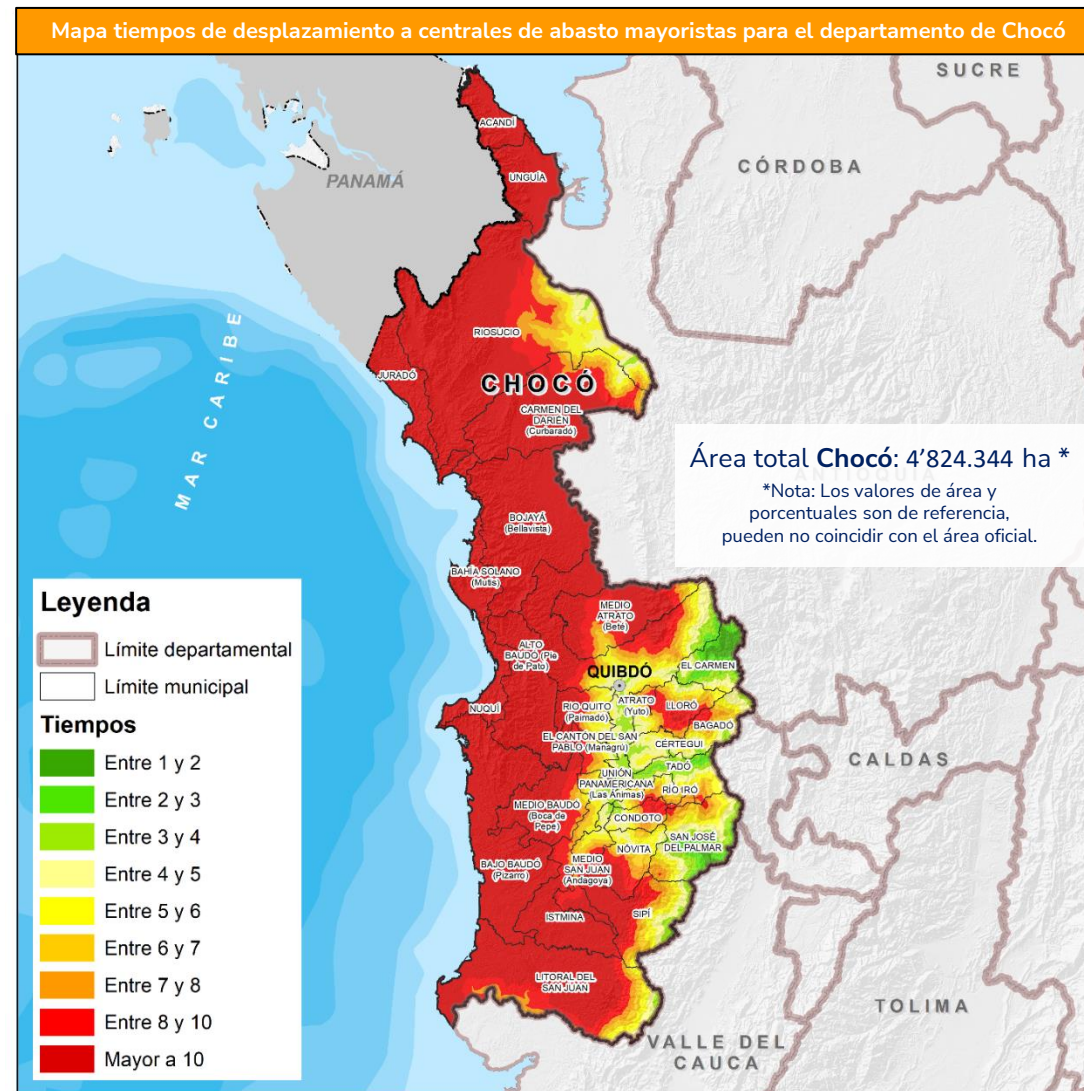 Mapa tiempos de desplazamiento a centrales de abasto mayoristas para el departamento de Chocó
SUCRE
CÓRDOBA
ACANDÍ
UNGUÍA
PANAMÁ
MAR CARIBE
RIOSUCIO
JURADÓ
CHOCÓ
CARMEN DEL
DARIÉN
(Curbaradó)
Área total Chocó: 4’824.344 ha *
*Nota: Los valores de área y
porcentuales son de referencia,
pueden no coincidir con el área oficial.
ANTIOQUIA
BOJAYÁ
(Bellavista)
BAHÍA SOLANO
(Mutis)
MEDIO
ATRATO
(Beté)
ALTO
BAUDÓ (Pie
de Pato)
QUIBDÓ
EL CARMEN
NUQUÍ
RIO QUITO
(Paimadó)
ATRATO
(Yuto)
LLORÓ
BAGADÓ
EL CANTON DEL SAN
PABLO (Managrú)
CÉRTEGUI
UNIÓN
PANAMERICANA
(Las Animas)
TADÓ
RÍO IRÓ
MEDIO BAUDÓ
(Boca de
Pepe)
CONDOTO
SAN JOSÉ
DEL PALMAR
NÓVITA
BAJO BAUDÓ
(Pizarro)
MEDIO
SAN JUAN
(Andagoya)
ISTMINA
SIPÍ
LITORAL DEL
SAN JUAN
CALDAS
TOLIMA
VALLE DEL
CAUCA
Leyenda
Límite departamental
Límite municipal
Tiempos
Entre 1 y 2
Entre 2 y 3
Entre 3 y 4
Entre 4 y 5
Entre 5 y 6
Entre 6 y 7
Entre 7 y 8
Entre 8 y 10
Mayor a 10